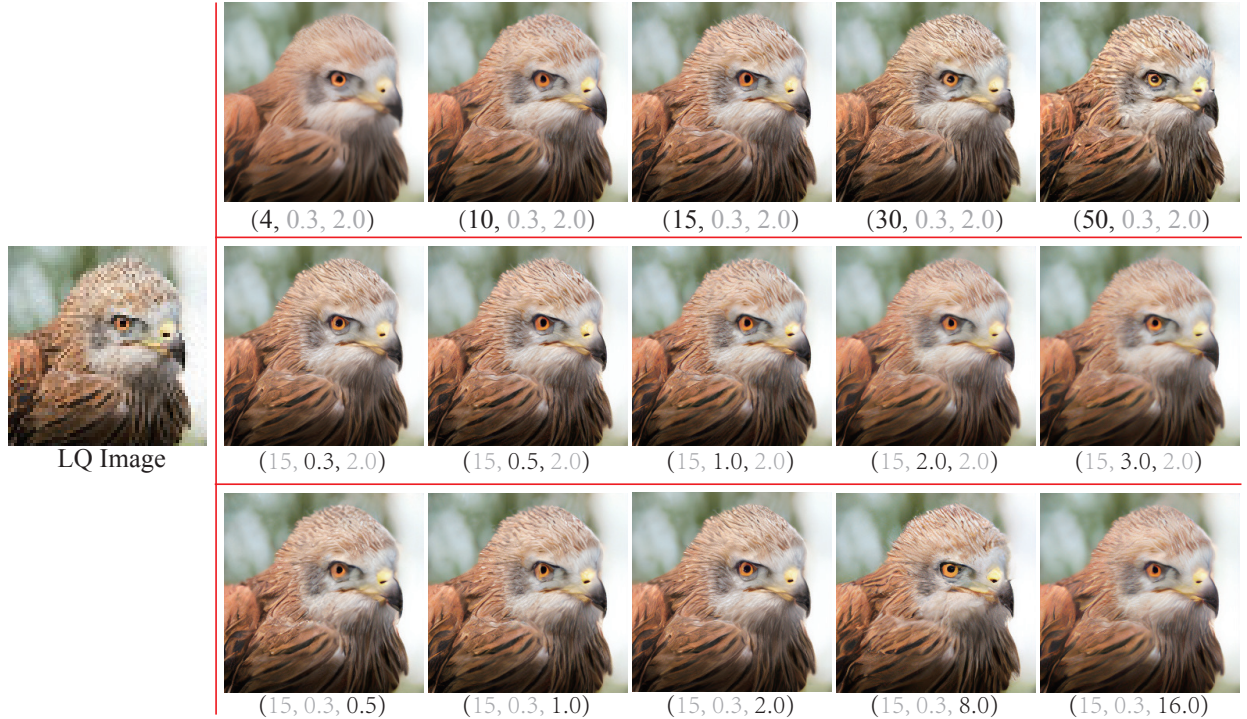 (4, 0.3, 2.0) (10, 0.3, 2.0) (15, 0.3, 2.0) (30, 0.3, 2.0) (50, 0.3, 2.0)
LQ Image
(15, 0.3, 2.0) (15, 0.5, 2.0) (15, 1.0, 2.0) (15, 2.0, 2.0) (15, 3.0, 2.0)
(15, 0.3, 0.5) (15, 0.3, 1.0) (15, 0.3, 2.0) (15, 0.3, 8.0) (15, 0.3, 16.0)